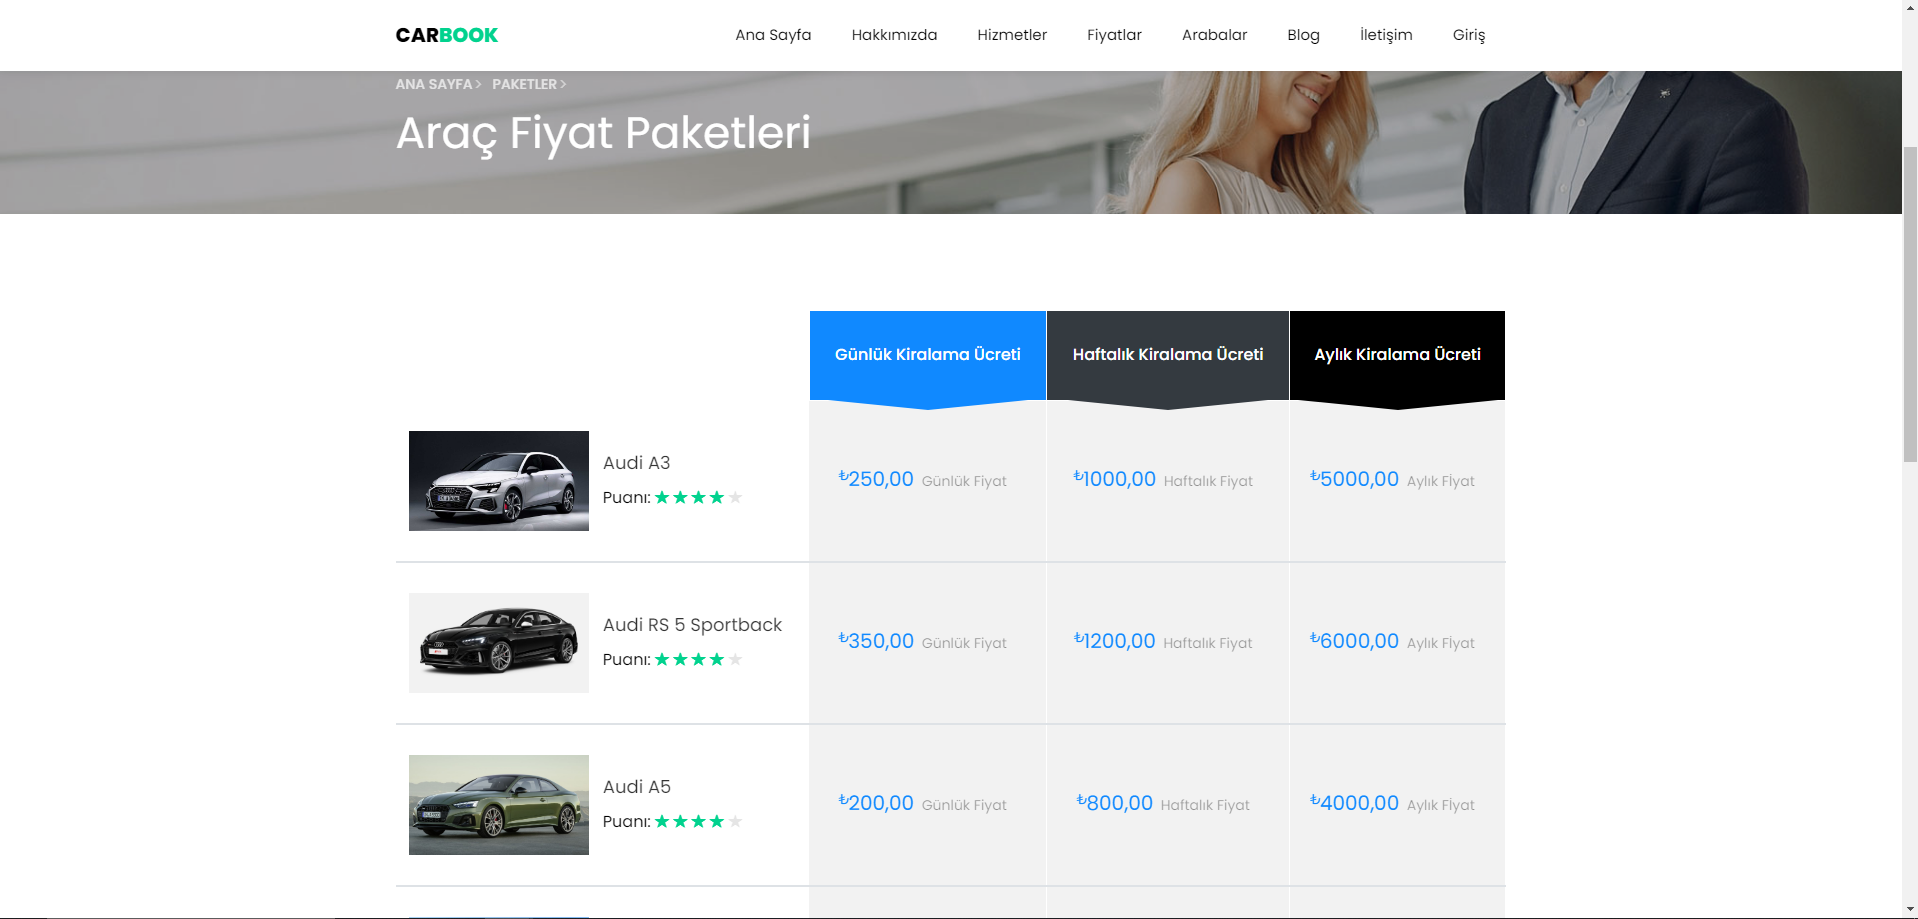 CARBOOK
Ana Sayfa Hakkımızda Hizmetler Fiyatlar Arabalar Blog İletişim Giriş
ANA SAYFA > PAKETLER >
Araç Fiyat Paketleri
Günlük Kiralama Ücreti Haftalık Kiralama Ücreti Aylık Kiralama Ücreti
Audi A3
Puanı: ★★★★★
₺250,00 Günlük Fiyat ₺1000,00 Haftalık Fiyat ₺5000,00 Aylık Fiyat
Audi RS 5 Sportback
Puanı: ★★★★★
₺350,00 Günlük Fiyat ₺1200,00 Haftalık Fiyat ₺6000,00 Aylık Fiyat
Audi A5
Puanı: ★★★★★
₺200,00 Günlük Fiyat ₺800,00 Haftalık Fiyat ₺4000,00 Aylık Fiyat